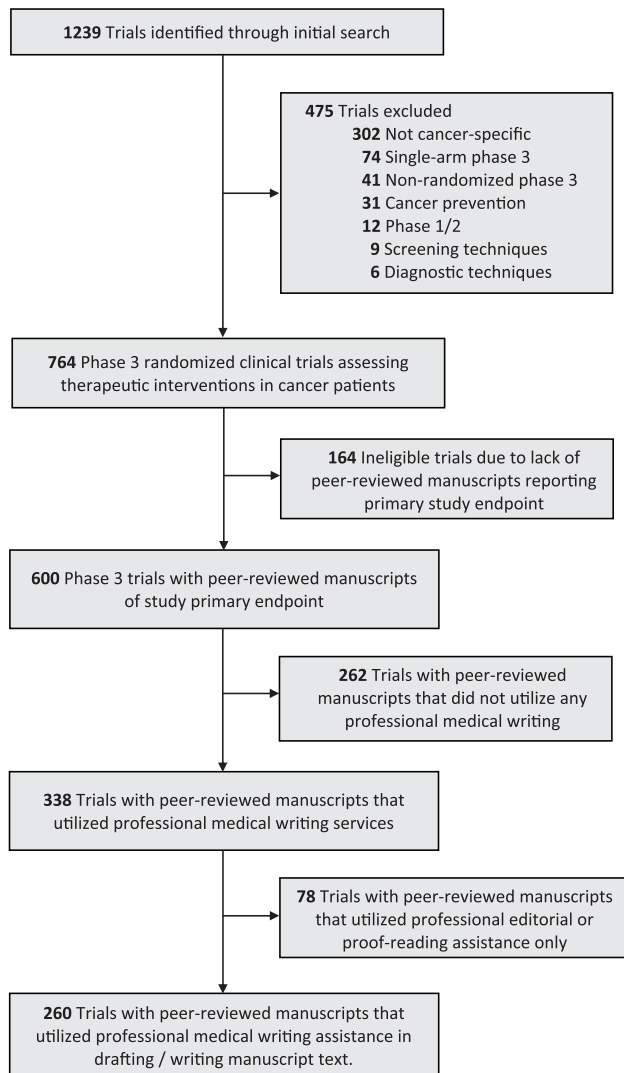 1239 Trials identified through initial search
475 Trials excluded
302 Not cancer-specific
74 Single-arm phase 3
41 Non-randomized phase 3
31 Cancer prevention
12 Phase 1/2
9 Screening techniques
6 Diagnostic techniques
764 Phase 3 randomized clinical trials assessing
therapeutic interventions in cancer patients
164 Ineligible trials due to lack of
peer-reviewed manuscripts reporting
primary study endpoint
600 Phase 3 trials with peer-reviewed manuscripts
of study primary endpoint
262 Trials with peer-reviewed
manuscripts that did not utilize any
professional medical writing
338 Trials with peer-reviewed manuscripts that
utilized professional medical writing services
78 Trials with peer-reviewed manuscripts
that utilized professional editorial or
proof-reading assistance only
260 Trials with peer-reviewed manuscripts that
utilized professional medical writing assistance in
drafting / writing manuscript text.